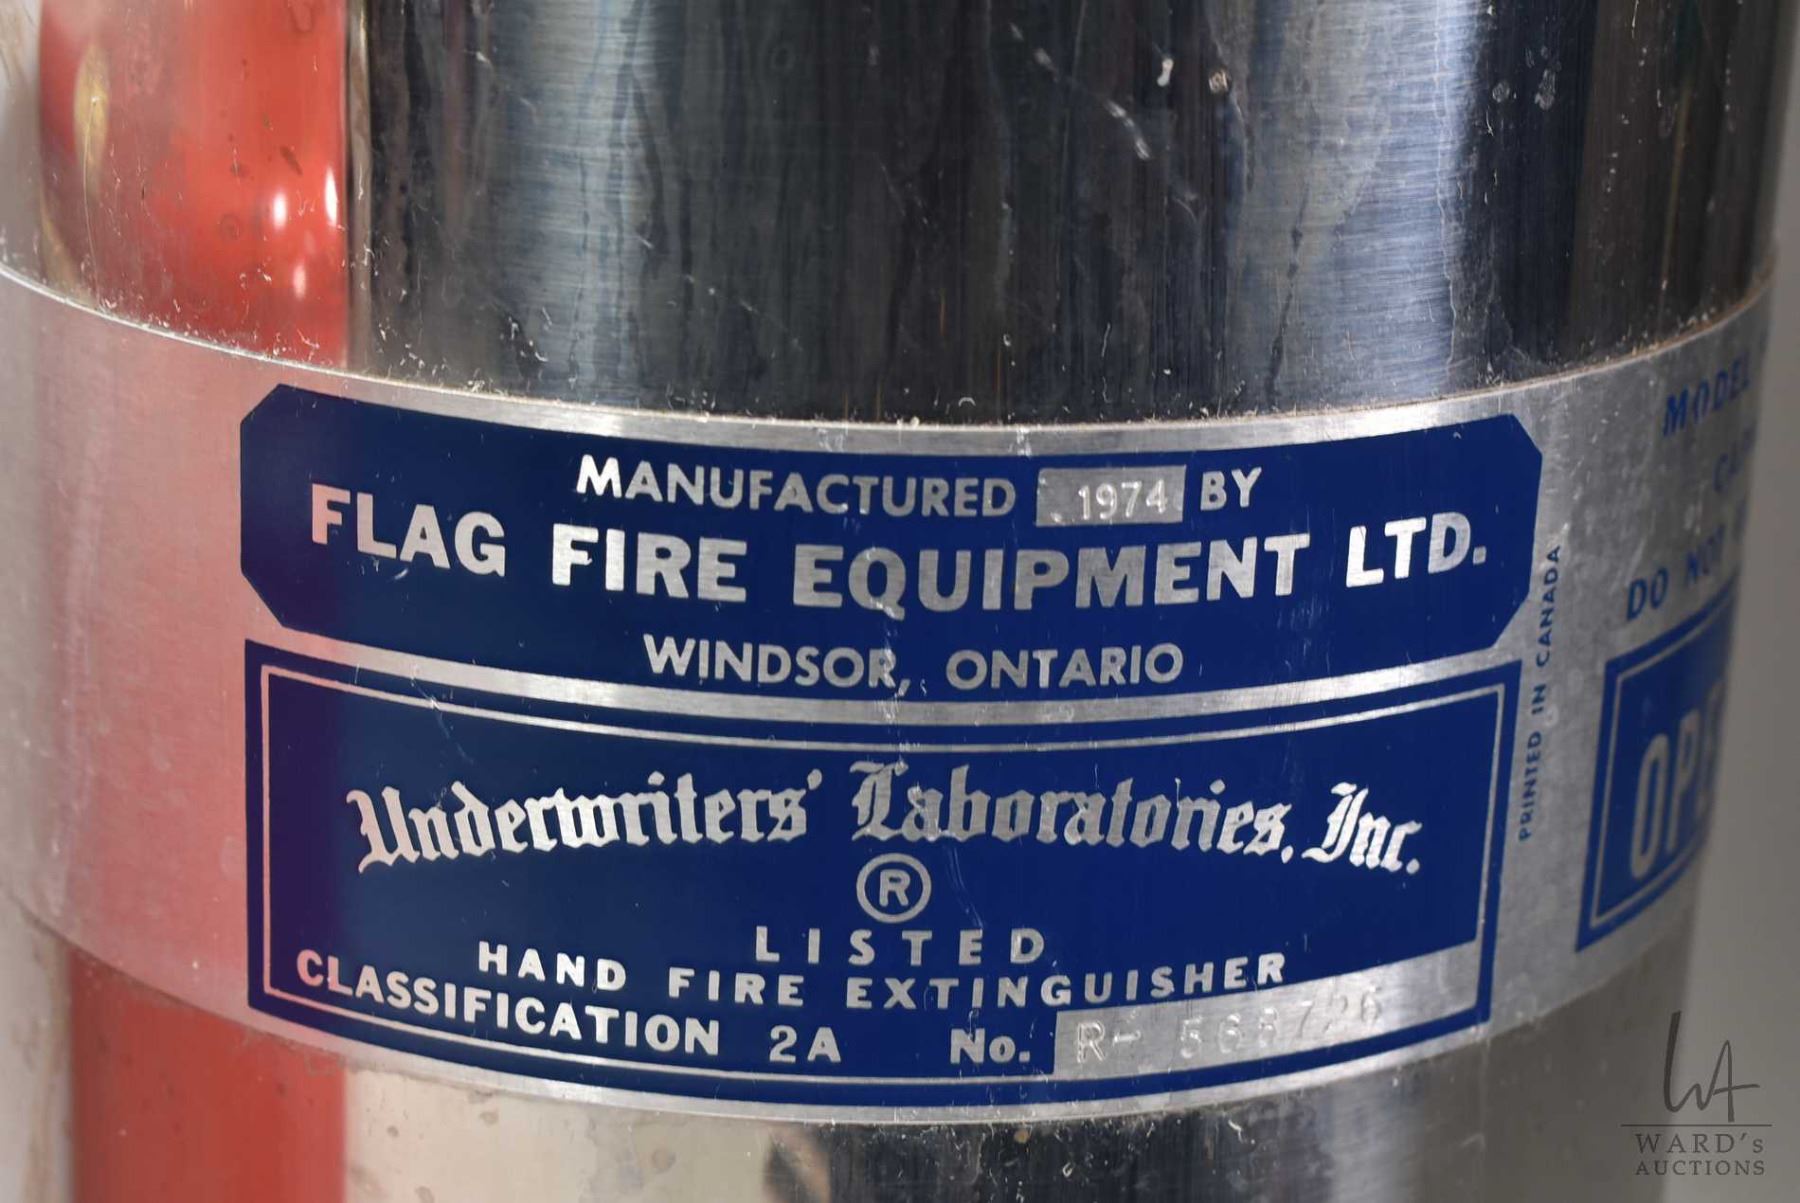 MANUFACTURED 1974 BY
FLAG FIRE EQUIPMENT LTD.
WINDSOR, ONTARIO
Underwriters' Laboratories, Inc.
®
LISTED
HAND FIRE EXTINGUISHER
CLASSIFICATION 2A No. R-
PRINTED IN CANADA
MODEL
DO NOT
WA
WARD's
AUCTIONS